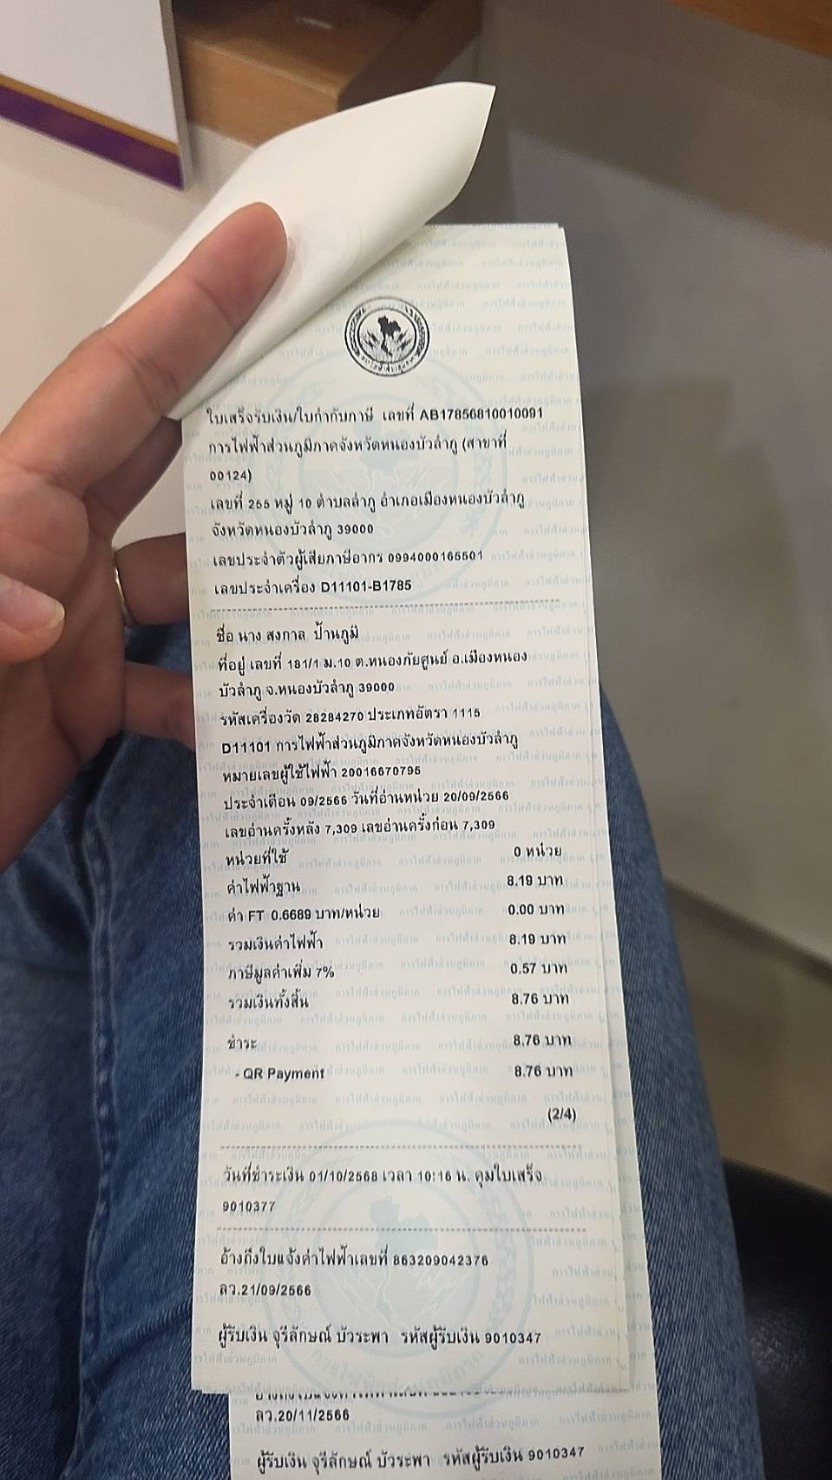 ใบเสร็จรับเงิน/ใบกำกับภาษี เลขที่ AB17856810010091
การไฟฟ้าส่วนภูมิภาคจังหวัดหนองบัวลำภู (สาขาที่
00124)
เลขที่ 255 หมู่ 10 ตำบลลำภู อำเภอเมืองหนองบัวลำภู
จังหวัดหนองบัวลำภู 39000
เลขประจำตัวผู้เสียภาษีอากร 0994000165501
เลขประจำเครื่อง D11101-B1785
ชื่อ นาง สงกาล ป้านภูมิ
ที่อยู่ เลขที่ 181/1 ม.10 ต.หนองภัยศูนย์ อ.เมืองหนอง
บัวลำภู จ.หนองบัวลำภู 39000
รหัสเครื่องวัด 28284270 ประเภทอัตรา 1115
D11101 การไฟฟ้าส่วนภูมิภาคจังหวัดหนองบัวลำภู
หมายเลขผู้ใช้ไฟฟ้า 20016670795
ประจำเดือน 09/2566 วันที่อ่านหน่วย 20/09/2566
เลขอ่านครั้งหลัง 7,309 เลขอ่านครั้งก่อน 7,309
หน่วยที่ใช้ 0 หน่วย
ค่าไฟฟ้าฐาน 8.19 บาท
ค่า FT 0.6689 บาท/หน่วย 0.00 บาท
รวมเงินค่าไฟฟ้า 8.19 บาท
ภาษีมูลค่าเพิ่ม 7% 0.57 บาท
รวมเงินทั้งสิ้น 8.76 บาท
ชำระ 8.76 บาท
- QR Payment 8.76 บาท
(2/4)
วันที่ชำระเงิน 01/10/2568 เวลา 10:16 น. คุมใบเสร็จ
9010377
อ้างถึงใบแจ้งค่าไฟฟ้าเลขที่ 863209042376
ลว.21/09/2566
ผู้รับเงิน จุรีลักษณ์ บัวระพา รหัสผู้รับเงิน 9010347
ลว.20/11/2566
ผู้รับเงิน จุรีลักษณ์ บัวระพา รหัสผู้รับเงิน 9010347